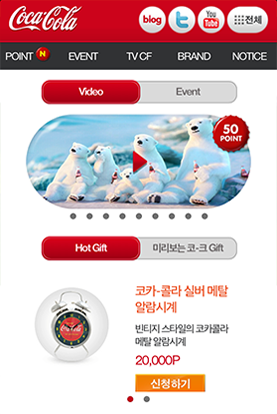 Coca-Cola
blog
You Tube
전체
POINT N
EVENT
TV CF
BRAND
NOTICE
Video
Event
50
POINT
Hot Gift
미리보는 코-크 Gift
코카-콜라 실버 메탈
알람시계
빈티지 스타일의 코카콜라
메탈 알람시계
20,000P
신청하기
Coca-Cola